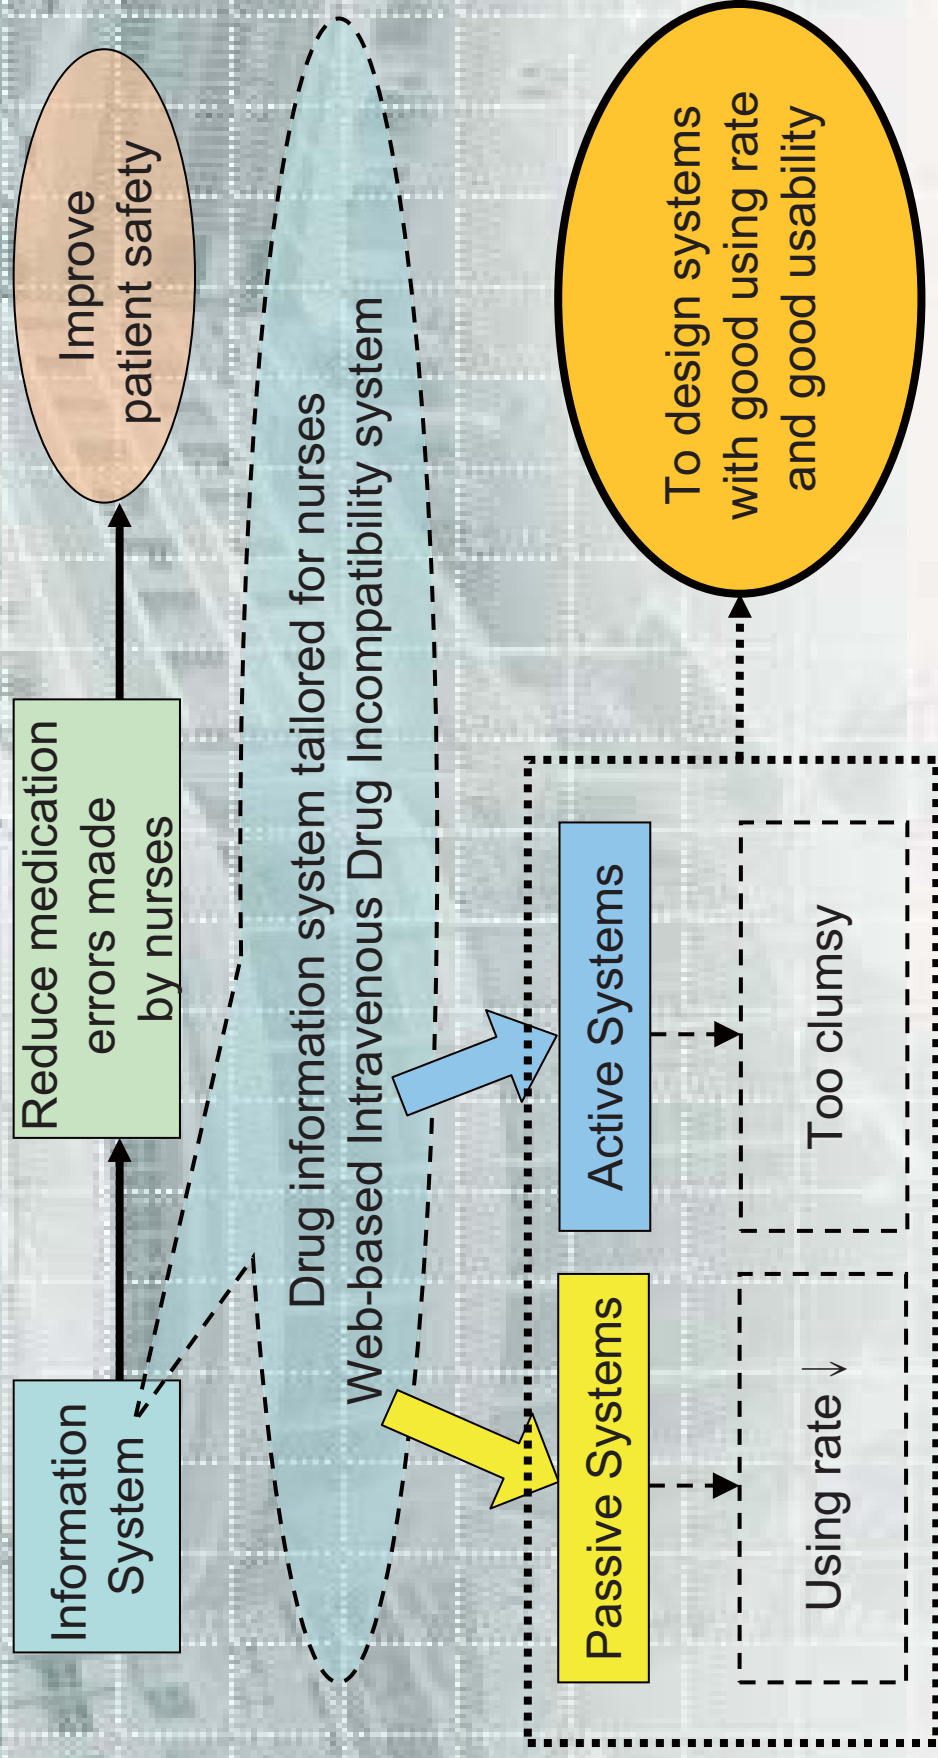 Information
System
Reduce medication
errors made
by nurses
Improve
patient safety
Drug information system tailored for nurses
Web-based Intravenous Drug Incompatibility system
Passive Systems
Active Systems
Using rate ↓
Too clumsy
To design systems
with good using rate
and good usability